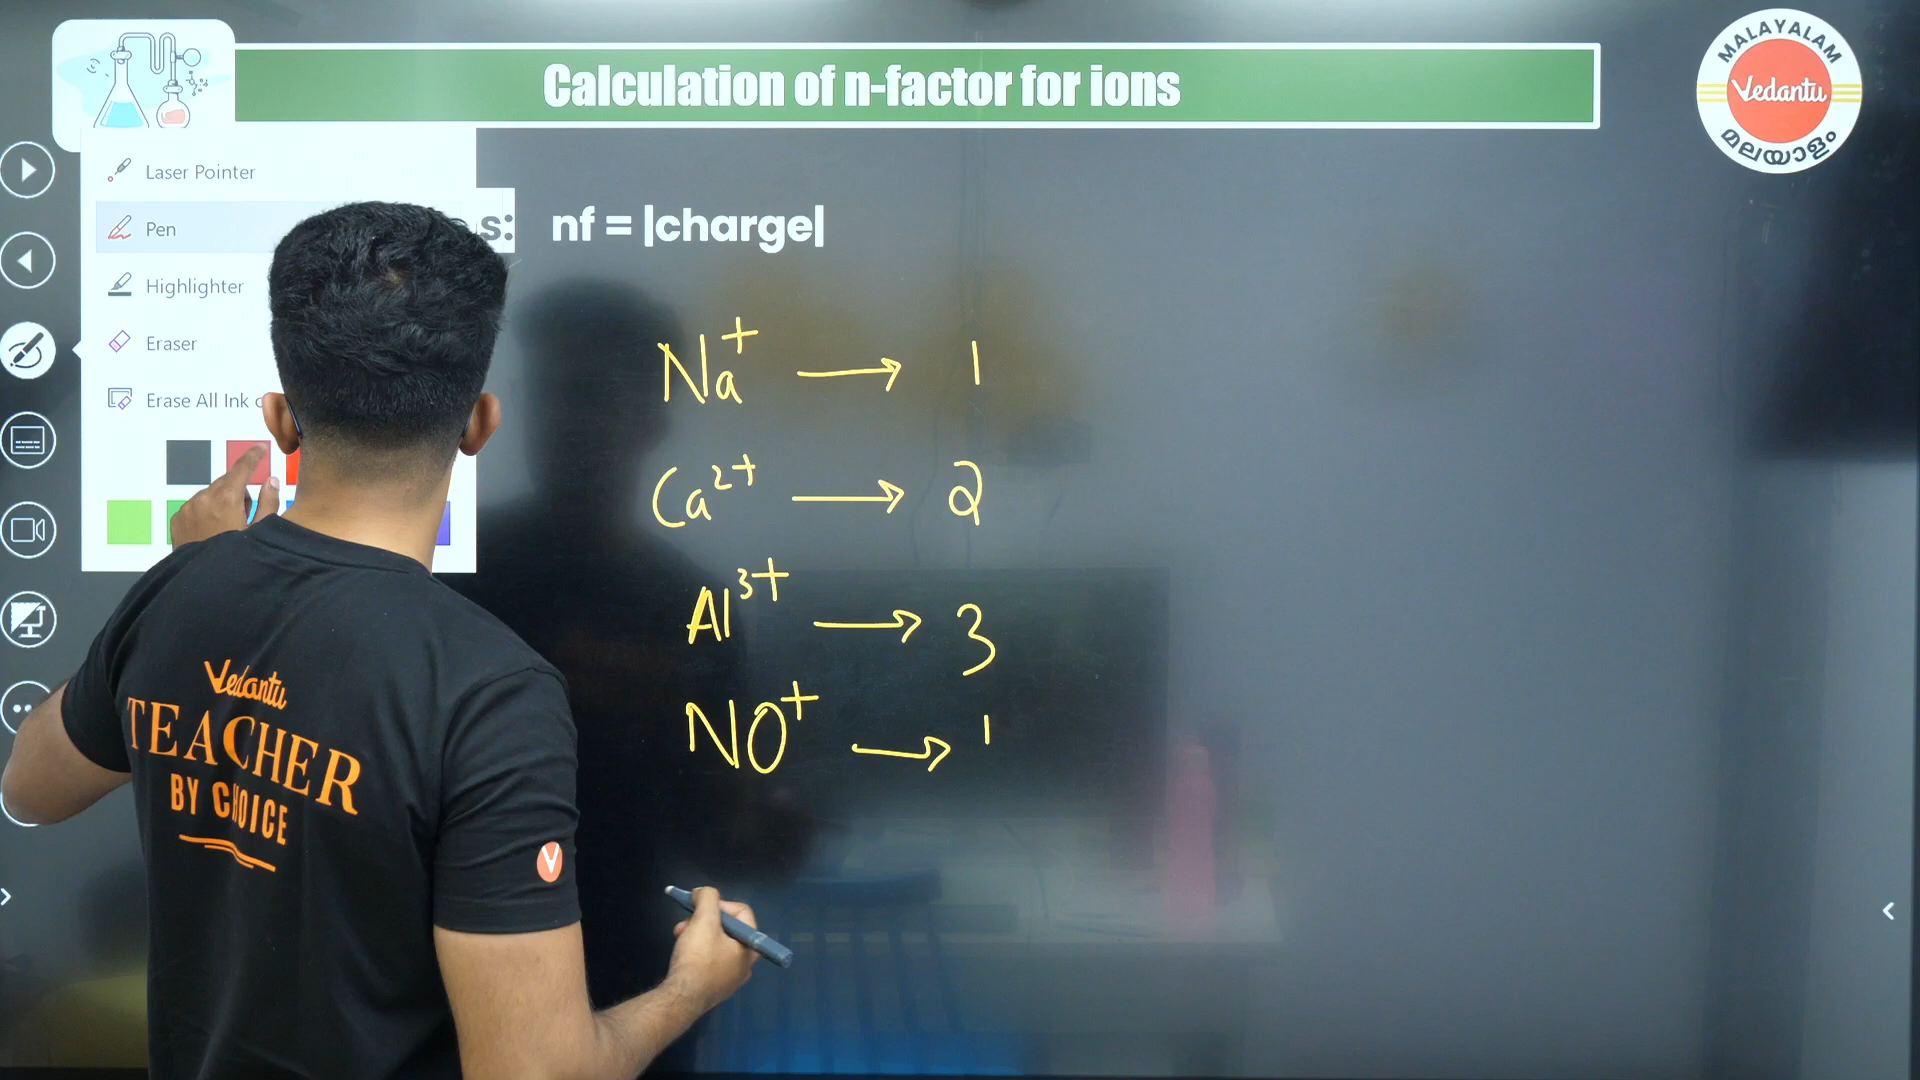 Calculation of n-factor for ions
MALAYALAM
Vedantu
മലയാളം
Laser Pointer
Pen
s: nf = |charge|
Highlighter
Eraser
Erase All Ink
Na⁺ → 1
Ca²⁺ → 2
Al³⁺ → 3
NO⁺ → 1
Vedantu
TEACHER
BY CHOICE
V